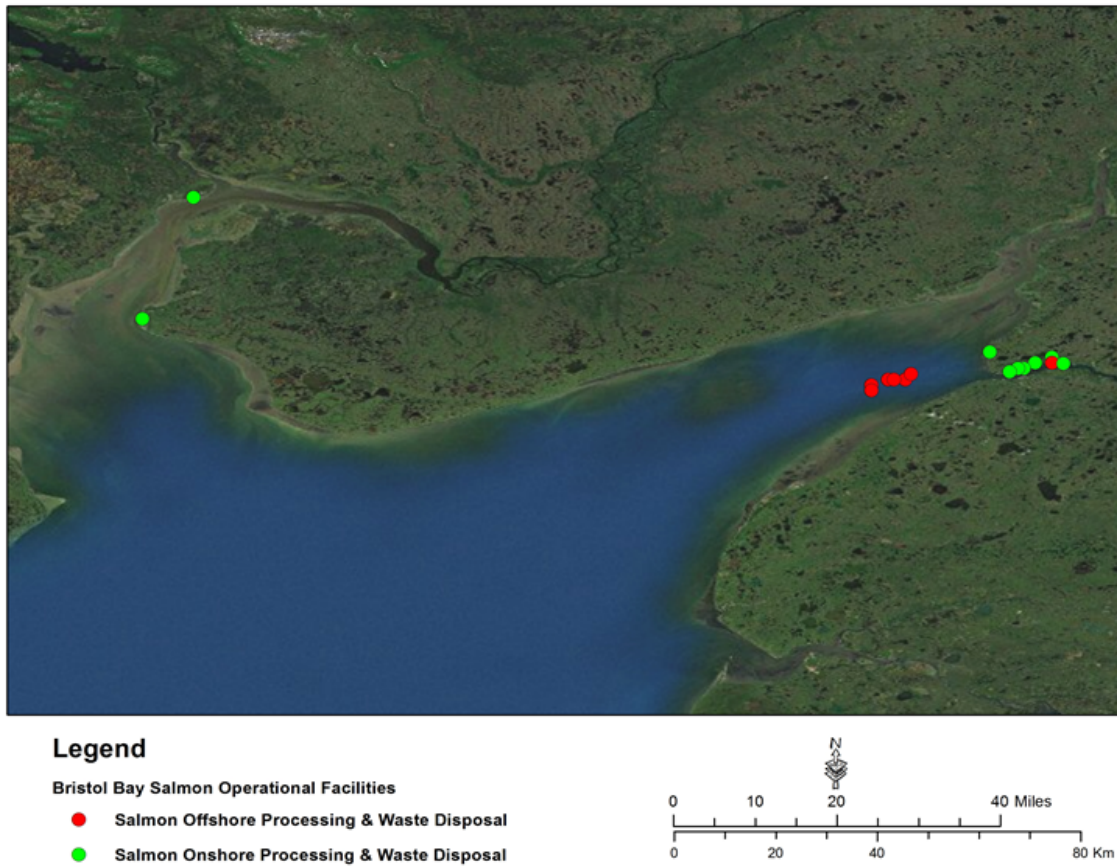 Legend
Bristol Bay Salmon Operational Facilities
Salmon Offshore Processing & Waste Disposal
Salmon Onshore Processing & Waste Disposal
N
0 10 20 40 Miles
0 20 40 80 Km